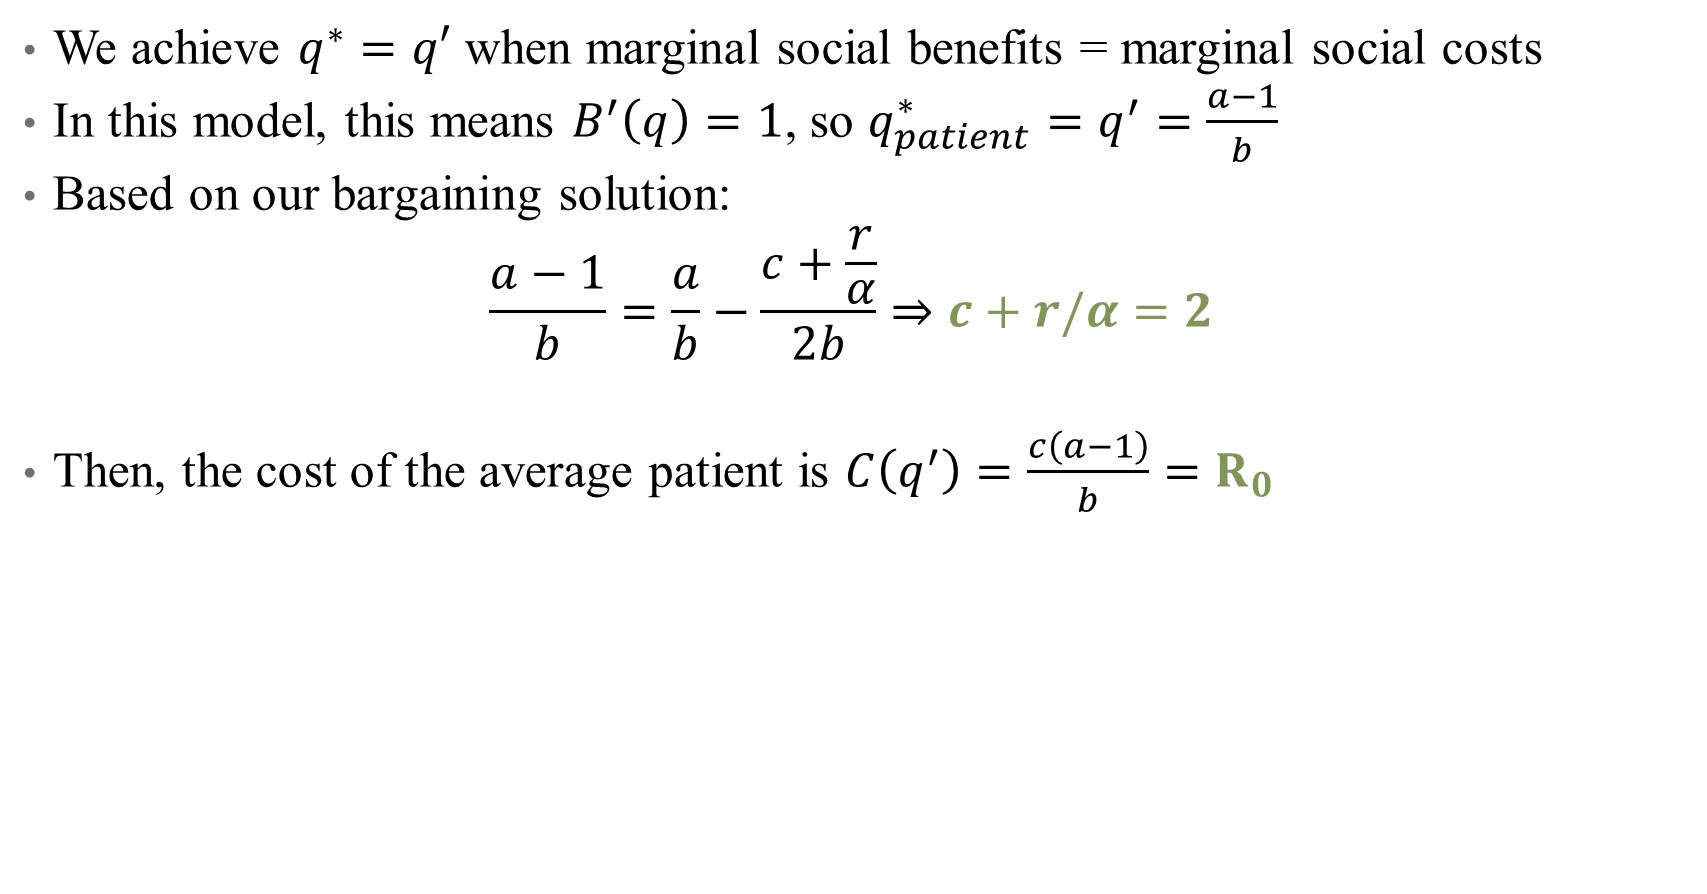 • We achieve q* = q′ when marginal social benefits = marginal social costs
• In this model, this means B′(q) = 1, so q*_patient = q′ = (a−1)/b
• Based on our bargaining solution:
(a − 1)/b = a/b − (c + r/α)/2b ⇒ c + r/α = 2
• Then, the cost of the average patient is C(q′) = c(a−1)/b = R₀